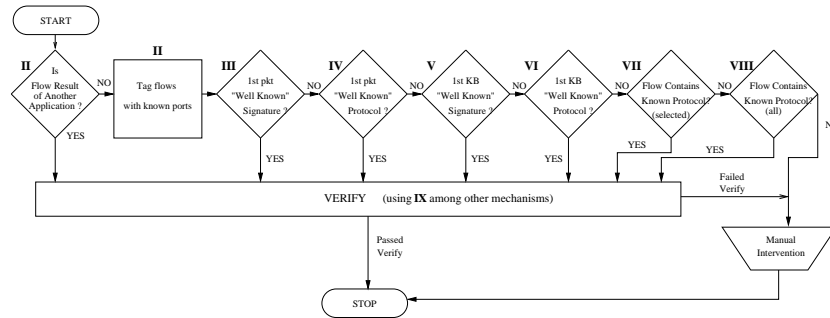 START
II
Is
Flow Result
of Another
Application ?
NO
YES
II
Tag flows
with known ports
III
1st pkt
"Well Known"
Signature ?
NO
YES
IV
1st pkt
"Well Known"
Protocol ?
NO
YES
V
1st KB
"Well Known"
Signature ?
NO
YES
VI
1st KB
"Well Known"
Protocol ?
NO
YES
VII
Flow Contains
Known Protocol?
(selected)
NO
YES
VIII
Flow Contains
Known Protocol?
(all)
N
YES
VERIFY (using IX among other mechanisms)
Failed
Verify
Passed
Verify
Manual
Intervention
STOP